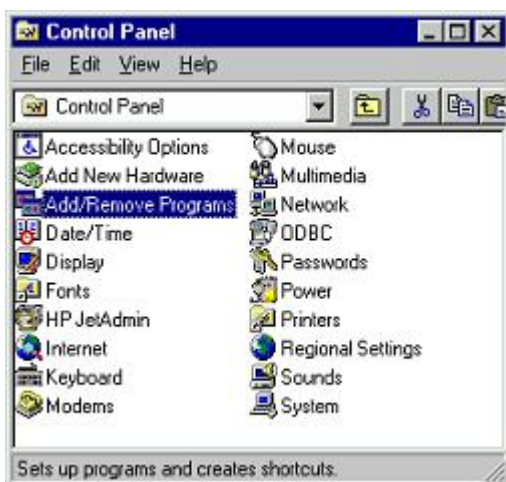 Control Panel
File Edit View Help
Control Panel
Accessibility Options
Add New Hardware
Add/Remove Programs
Date/Time
Display
Fonts
HP JetAdmin
Internet
Keyboard
Modems
Mouse
Multimedia
Network
ODBC
Passwords
Power
Printers
Regional Settings
Sounds
System
Sets up programs and creates shortcuts.